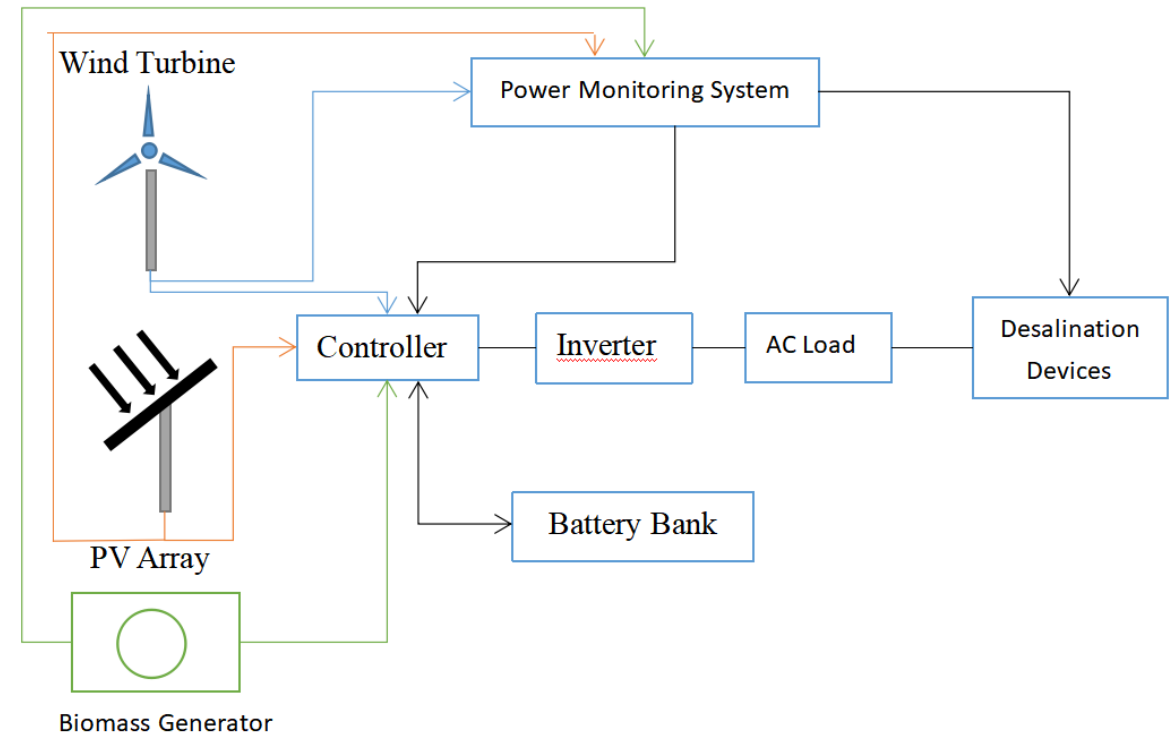 Wind Turbine
Power Monitoring System
Controller
Inverter
AC Load
Desalination
Devices
Battery Bank
PV Array
Biomass Generator